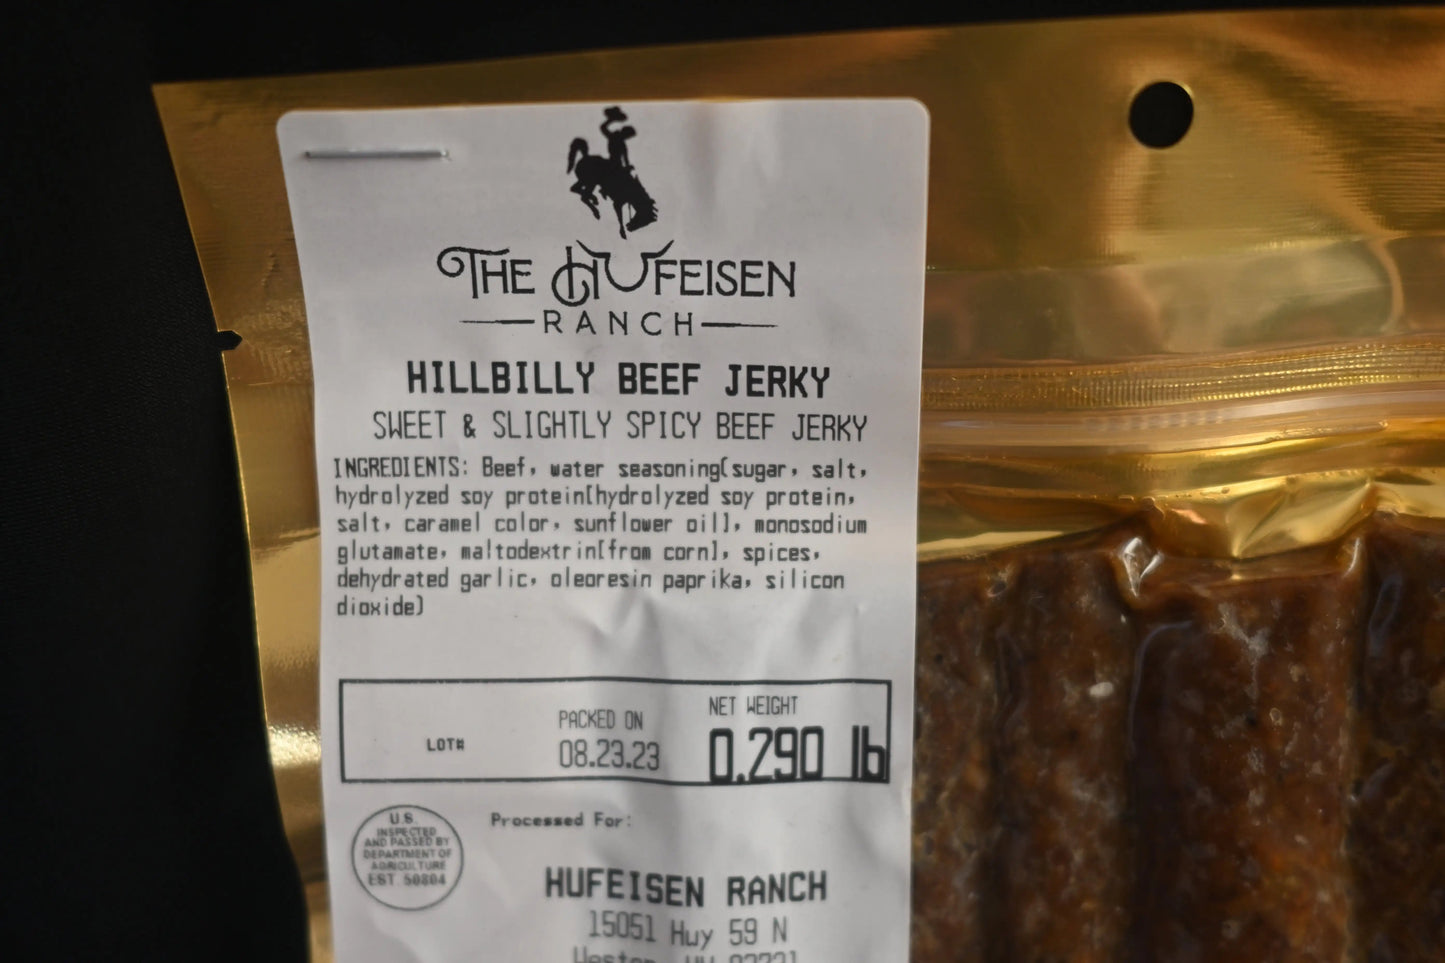 THE HUFEISEN
RANCH
HILLBILLY BEEF JERKY
SWEET & SLIGHTLY SPICY BEEF JERKY
INGREDIENTS: Beef, water seasoning(sugar, salt,
hydrolyzed soy protein[hydrolyzed soy protein,
salt, caramel color, sunflower oil], monosodium
glutamate, maltodextrin[from corn], spices,
dehydrated garlic, oleoresin paprika, silicon
dioxide)
LOT#
PACKED ON
08.23.23
NET WEIGHT
0.290 lb
U.S.
INSPECTED
AND PASSED BY
DEPARTMENT OF
AGRICULTURE
EST. 50804
Processed For:
HUFEISEN RANCH
15051 Huy 59 N